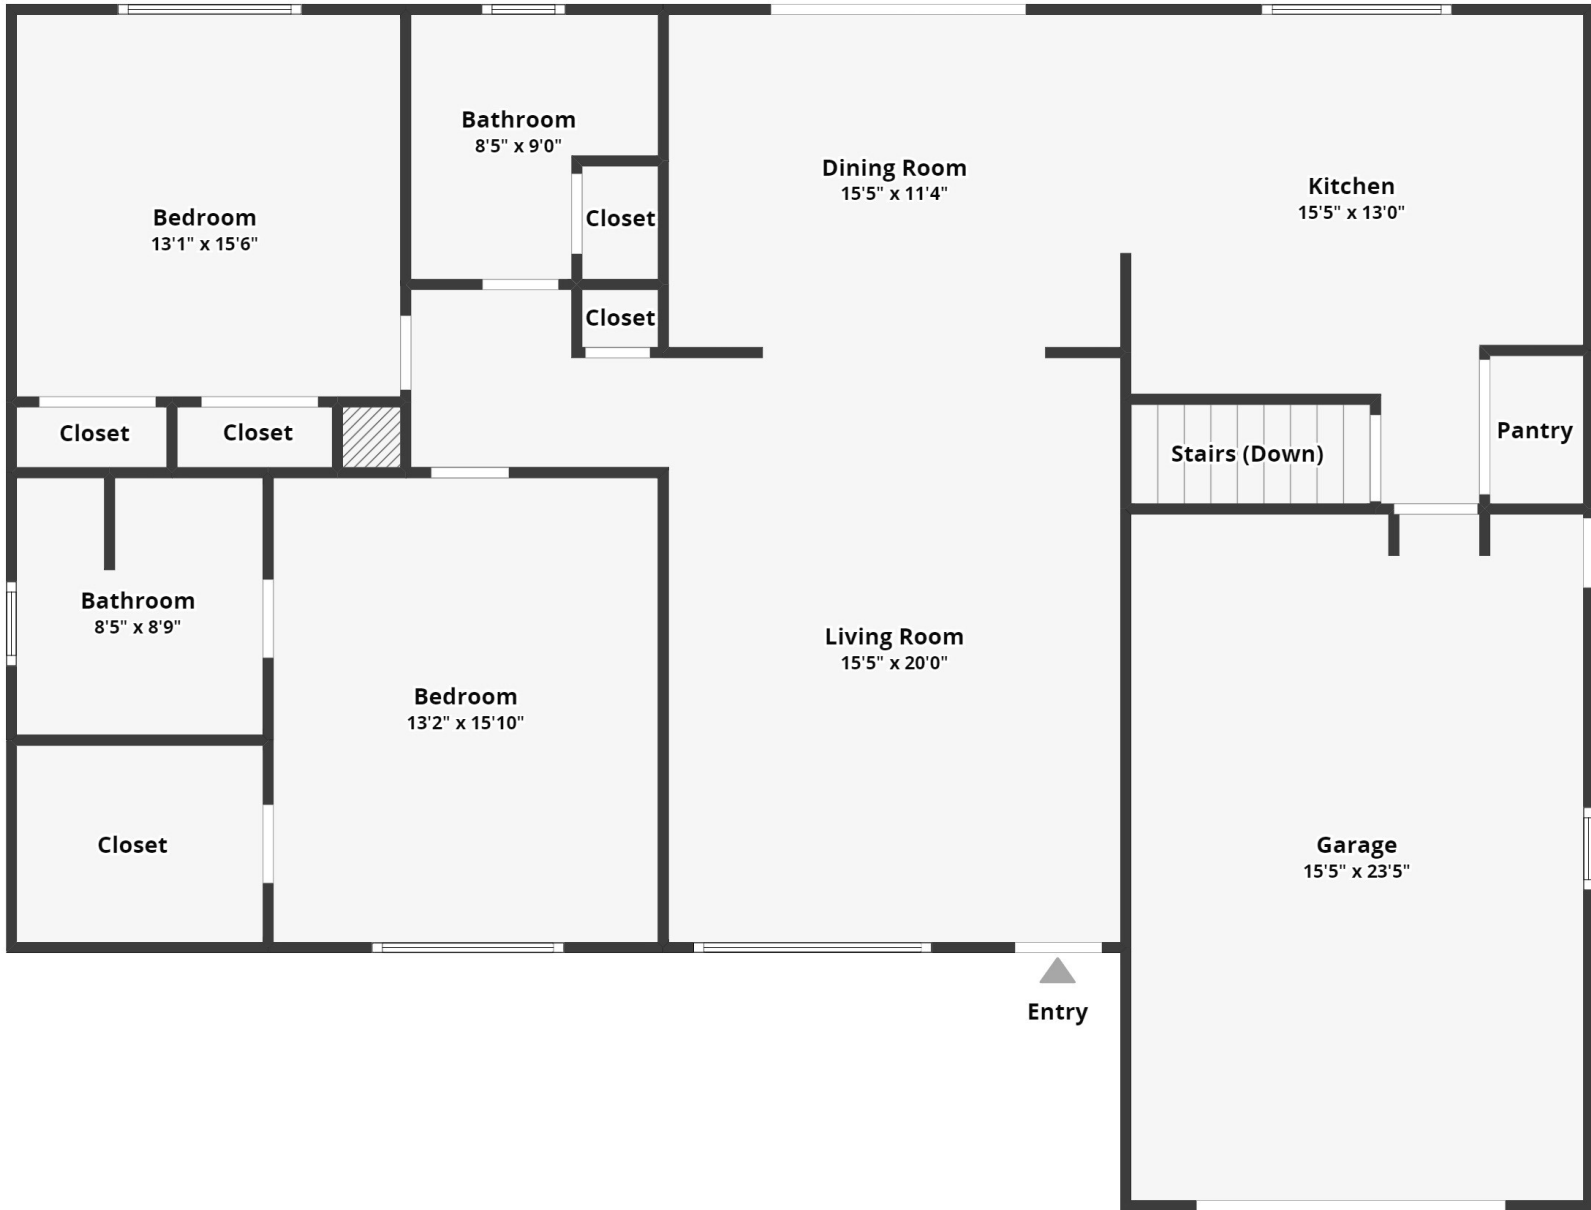 Bathroom
8'5" x 9'0"
Dining Room
15'5" x 11'4"
Kitchen
15'5" x 13'0"
Bedroom
13'1" x 15'6"
Closet
Closet
Closet
Closet
Pantry
Stairs (Down)
Bathroom
8'5" x 8'9"
Living Room
15'5" x 20'0"
Bedroom
13'2" x 15'10"
Closet
Garage
15'5" x 23'5"
Entry